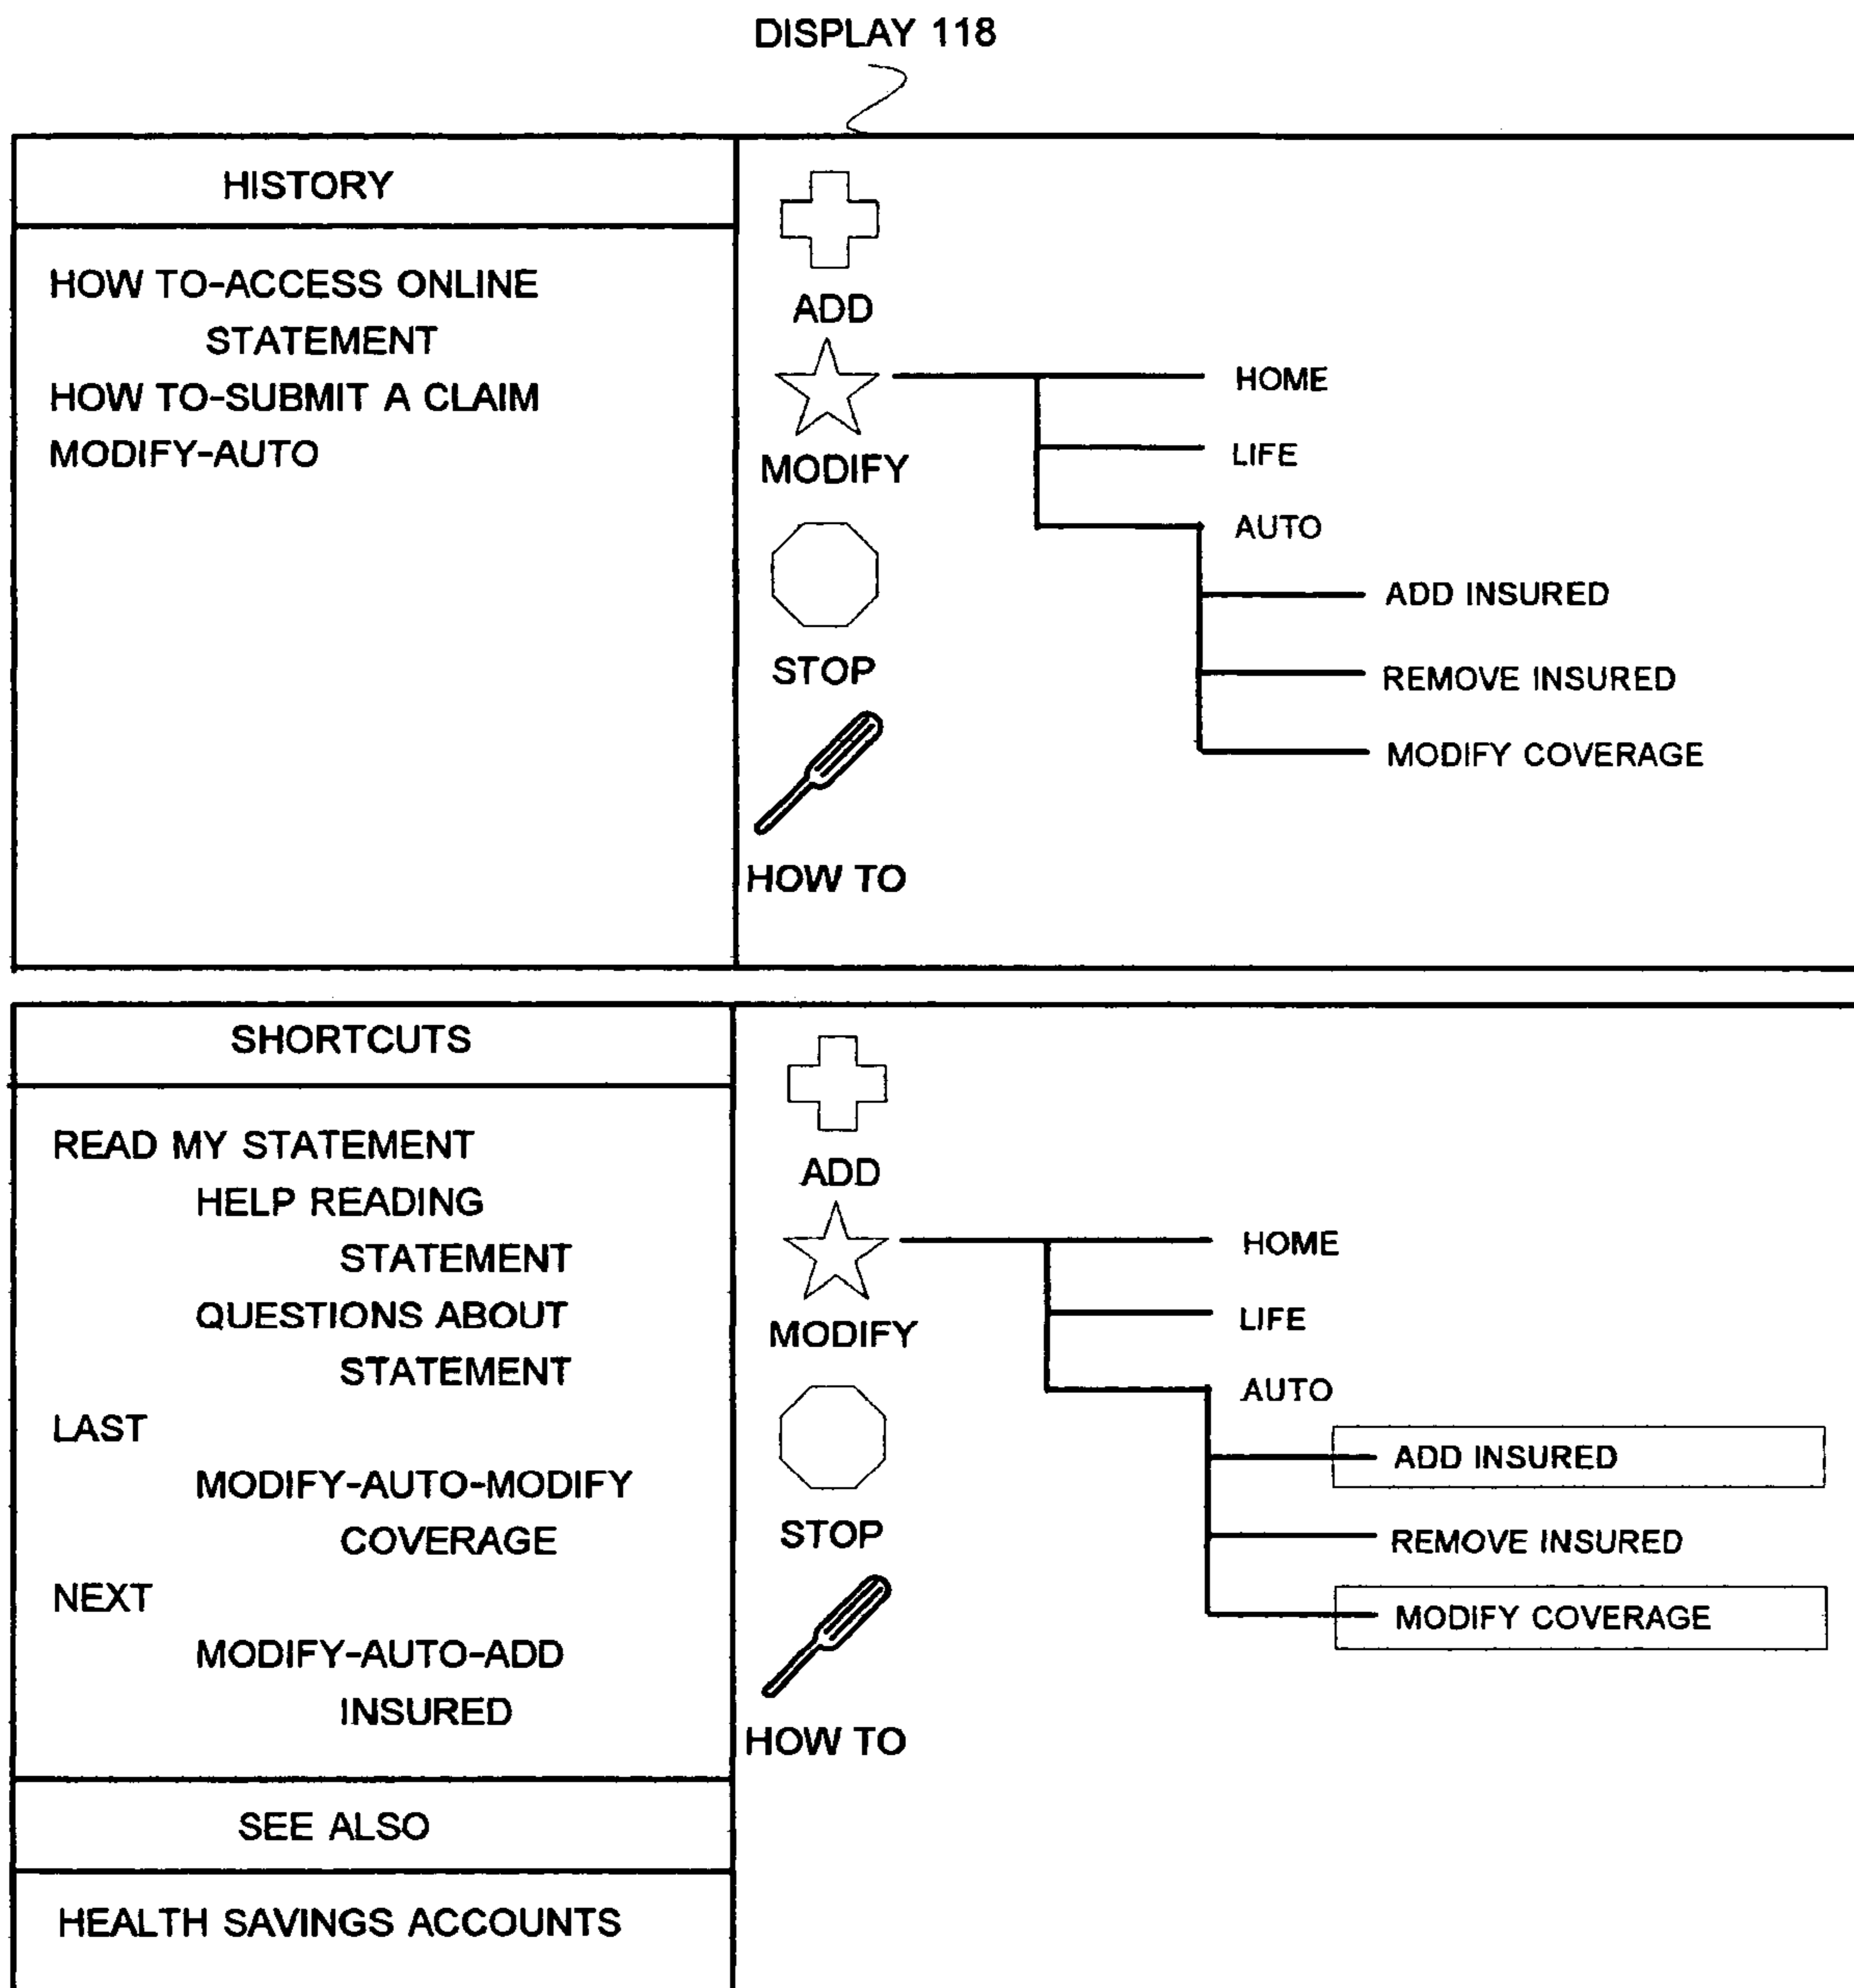 DISPLAY 118
HISTORY
HOW TO-ACCESS ONLINE
STATEMENT
HOW TO-SUBMIT A CLAIM
MODIFY-AUTO
ADD
MODIFY
STOP
HOW TO
HOME
LIFE
AUTO
ADD INSURED
REMOVE INSURED
MODIFY COVERAGE
SHORTCUTS
READ MY STATEMENT
HELP READING
STATEMENT
QUESTIONS ABOUT
STATEMENT
LAST
MODIFY-AUTO-MODIFY
COVERAGE
NEXT
MODIFY-AUTO-ADD
INSURED
SEE ALSO
HEALTH SAVINGS ACCOUNTS
ADD
MODIFY
STOP
HOW TO
HOME
LIFE
AUTO
ADD INSURED
REMOVE INSURED
MODIFY COVERAGE